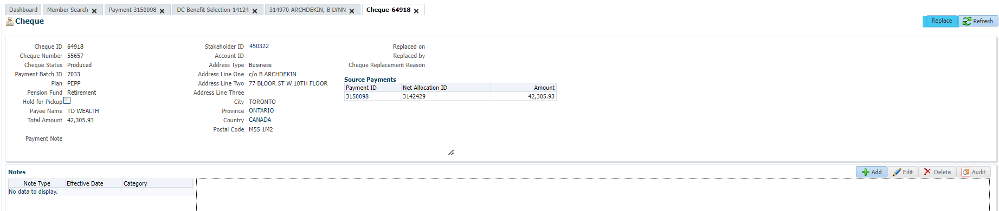 Dashboard Member Search Payment-3150098 DC Benefit Selection-14124 314970-ARCHDEKIN, B LYNN Cheque-64918
Cheque Replace Refresh
Cheque ID 64918 Stakeholder ID 450322 Replaced on
Cheque Number 55657 Account ID Replaced by
Cheque Status Produced Address Type Business Cheque Replacement Reason
Payment Batch ID 7033 Address Line One c/o B ARCHDEKIN
Plan PEPP Address Line Two 77 BLOOR ST W 10TH FLOOR Source Payments
Pension Fund Retirement Address Line Three Payment ID Net Allocation ID Amount
Hold for Pickup City TORONTO 3150098 3142429 42,305.93
Payee Name TD WEALTH Province ONTARIO
Total Amount 42,305.93 Country CANADA
Postal Code M5S 1M2
Payment Note
Notes Add Edit Delete Audit
Note Type Effective Date Category
No data to display.